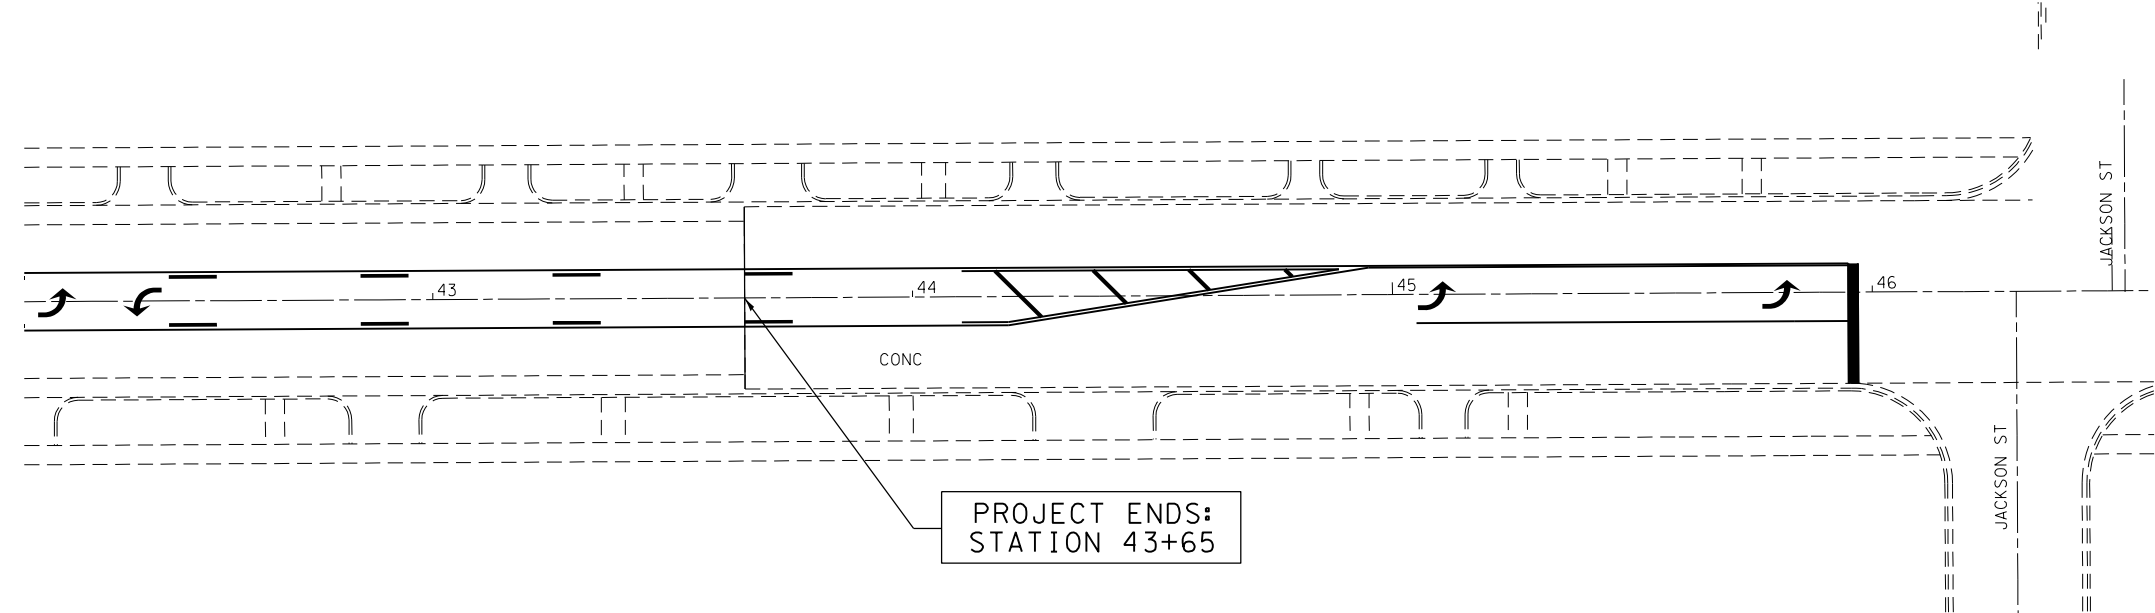 JACKSON ST
43
44
45
46
CONC
JACKSON ST
PROJECT ENDS:
STATION 43+65